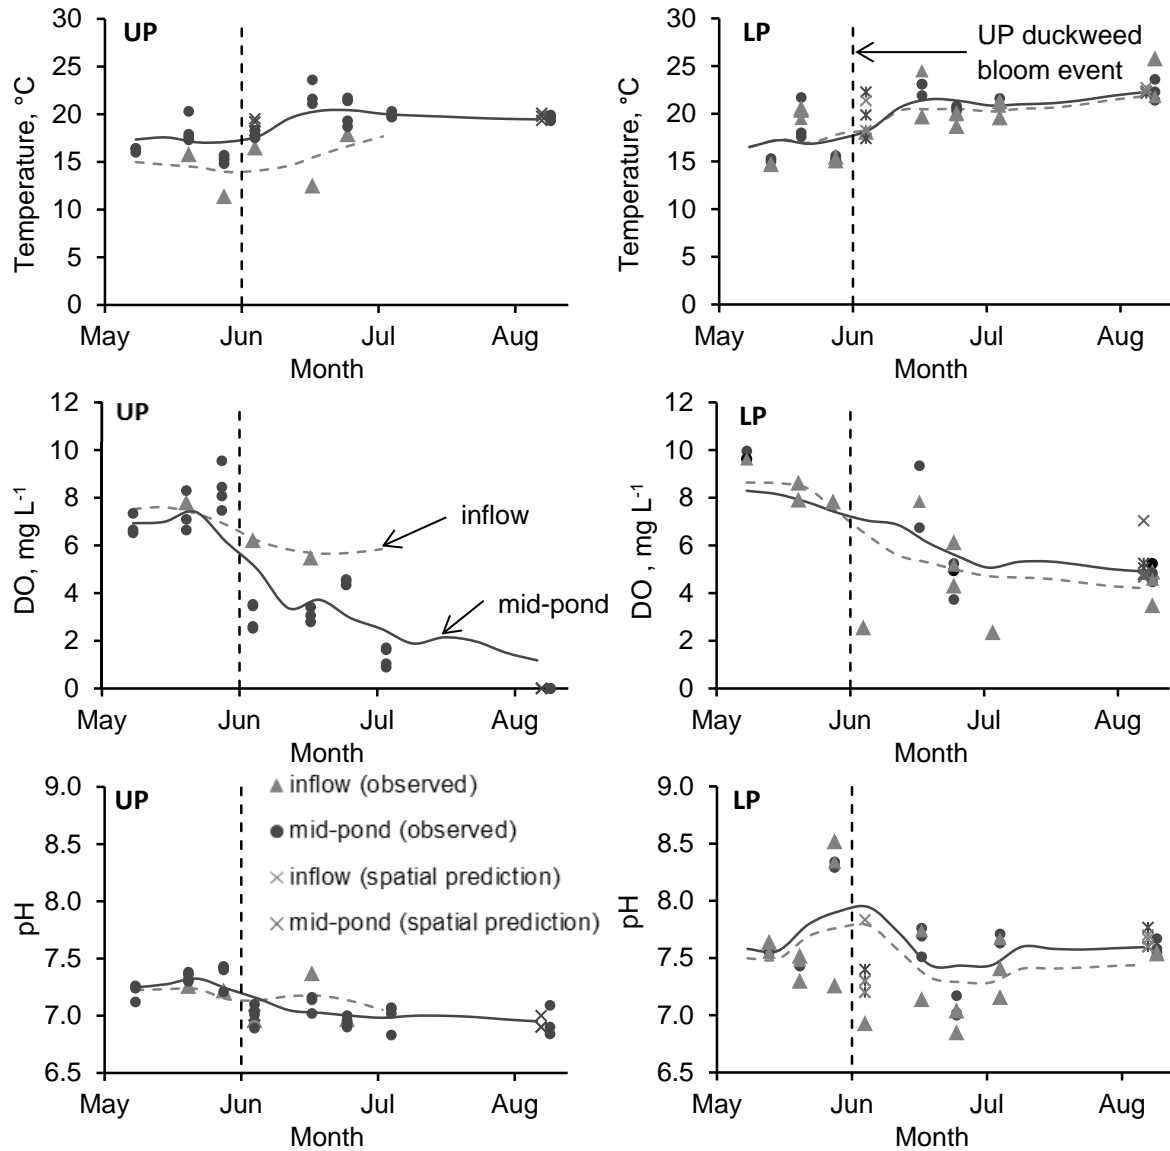 UP
30
25
20
15
10
5
0
Temperature, °C
May Jun Jul Aug
Month
LP
UP duckweed
bloom event
30
25
20
15
10
5
0
Temperature, °C
May Jun Jul Aug
Month
UP
12
10
8
6
4
2
0
DO, mg L-1
inflow
mid-pond
May Jun Jul Aug
Month
LP
12
10
8
6
4
2
0
DO , mg L-1
May Jun Jul Aug
Month
UP
9.0
8.5
8.0
7.5
7.0
6.5
pH
inflow (observed)
mid-pond (observed)
inflow (spatial prediction)
mid-pond (spatial prediction)
May Jun Jul Aug
Month
LP
9.0
8.5
8.0
7.5
7.0
6.5
pH
May Jun Jul Aug
Month